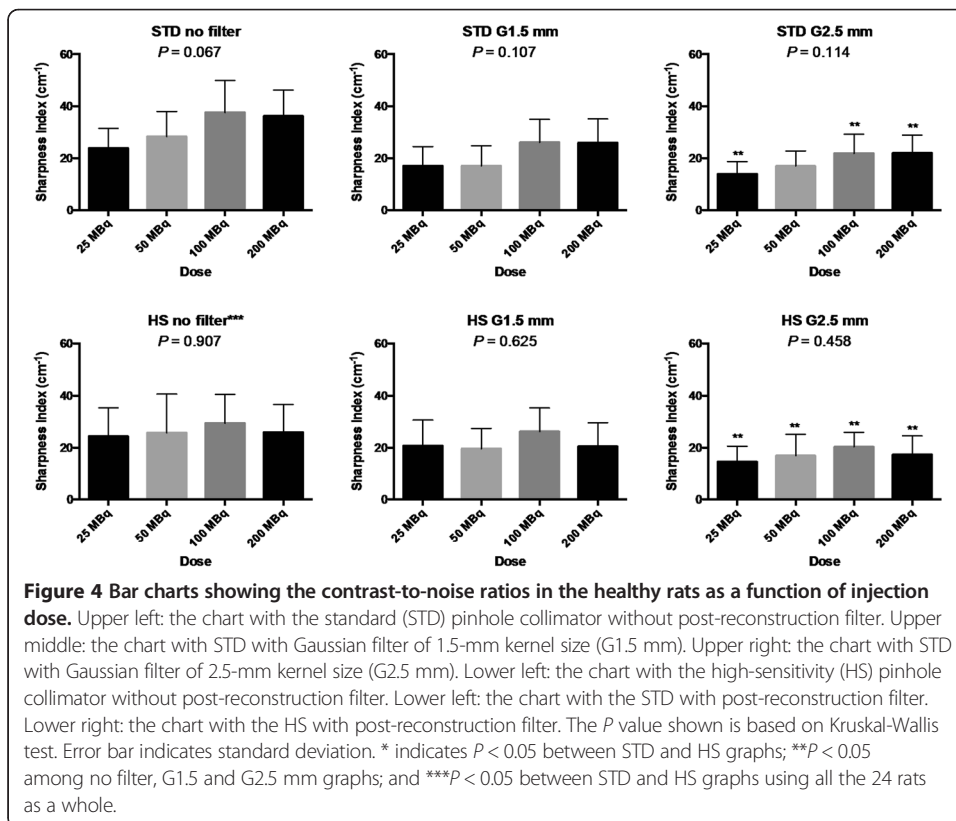 STD no filter
P = 0.067
Sharpness Index (cm-1)
60
40
20
0
25 MBq
50 MBq
100 MBq
200 MBq
Dose
STD G1.5 mm
P = 0.107
Sharpness Index (cm-1)
60
40
20
0
25 MBq
50 MBq
100 MBq
200 MBq
Dose
STD G2.5 mm
P = 0.114
Sharpness Index (cm-1)
60
40
20
0
**
**
**
25 MBq
50 MBq
100 MBq
200 MBq
Dose
HS no filter***
P = 0.907
Sharpness Index (cm-1)
60
40
20
0
25 MBq
50 MBq
100 MBq
200 MBq
Dose
HS G1.5 mm
P = 0.625
Sharpness Index (cm-1)
60
40
20
0
25 MBq
50 MBq
100 MBq
200 MBq
Dose
HS G2.5 mm
P = 0.458
Sharpness Index (cm-1)
60
40
20
0
**
**
**
**
25 MBq
50 MBq
100 MBq
200 MBq
Dose
Figure 4 Bar charts showing the contrast-to-noise ratios in the healthy rats as a function of injection
dose. Upper left: the chart with the standard (STD) pinhole collimator without post-reconstruction filter. Upper
middle: the chart with STD with Gaussian filter of 1.5-mm kernel size (G1.5 mm). Upper right: the chart with STD
with Gaussian filter of 2.5-mm kernel size (G2.5 mm). Lower left: the chart with the high-sensitivity (HS) pinhole
collimator without post-reconstruction filter. Lower left: the chart with the STD with post-reconstruction filter.
Lower right: the chart with the HS with post-reconstruction filter. The P value shown is based on Kruskal-Wallis
test. Error bar indicates standard deviation. * indicates P < 0.05 between STD and HS graphs; **P < 0.05
among no filter, G1.5 and G2.5 mm graphs; and ***P < 0.05 between STD and HS graphs using all the 24 rats
as a whole.